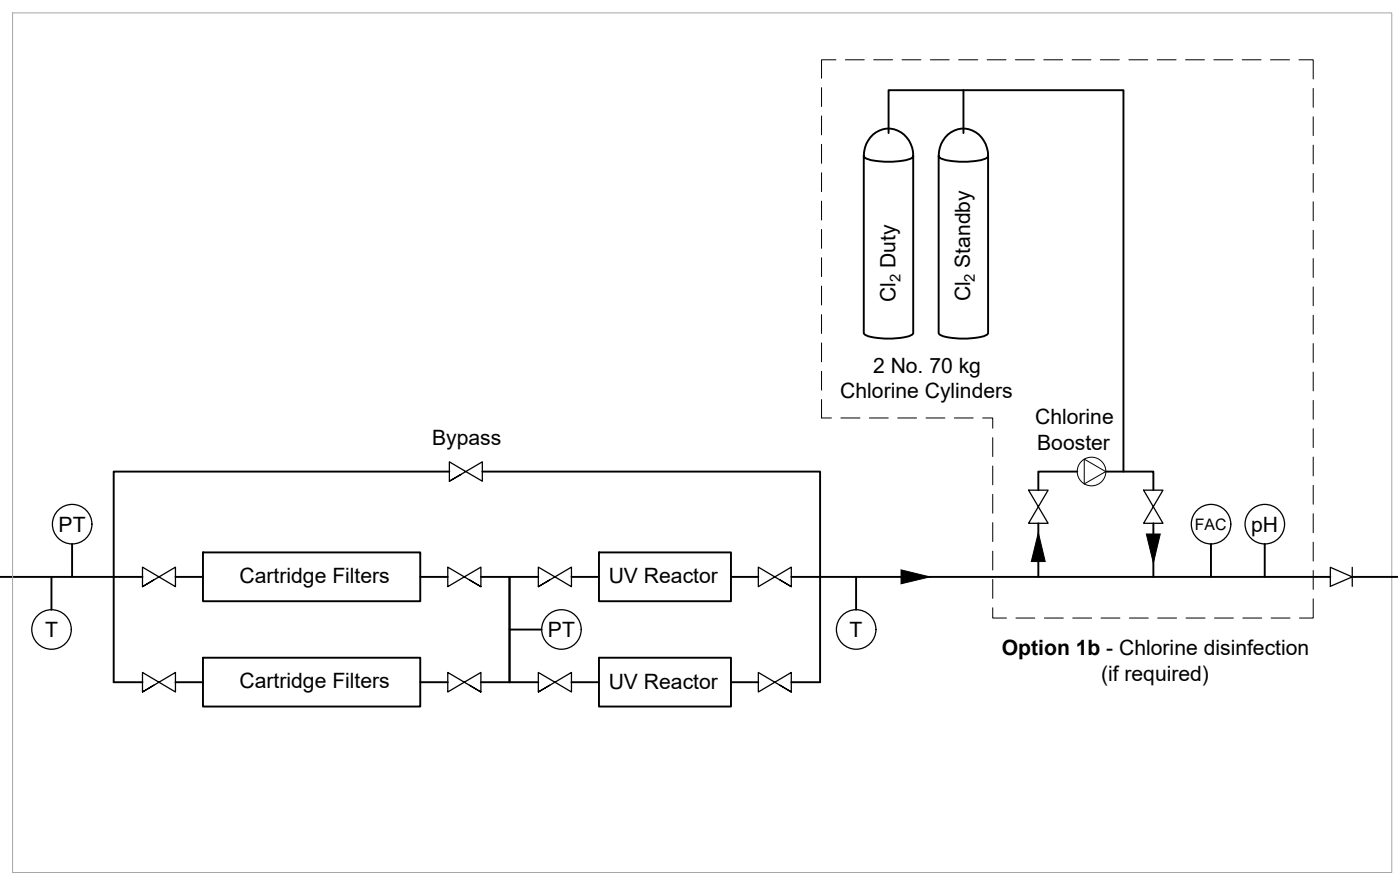 Cl₂ Duty
Cl₂ Standby
2 No. 70 kg
Chlorine Cylinders
Chlorine
Booster
Bypass
PT
FAC
pH
Cartridge Filters
UV Reactor
T
PT
T
Option 1b - Chlorine disinfection
(if required)
Cartridge Filters
UV Reactor